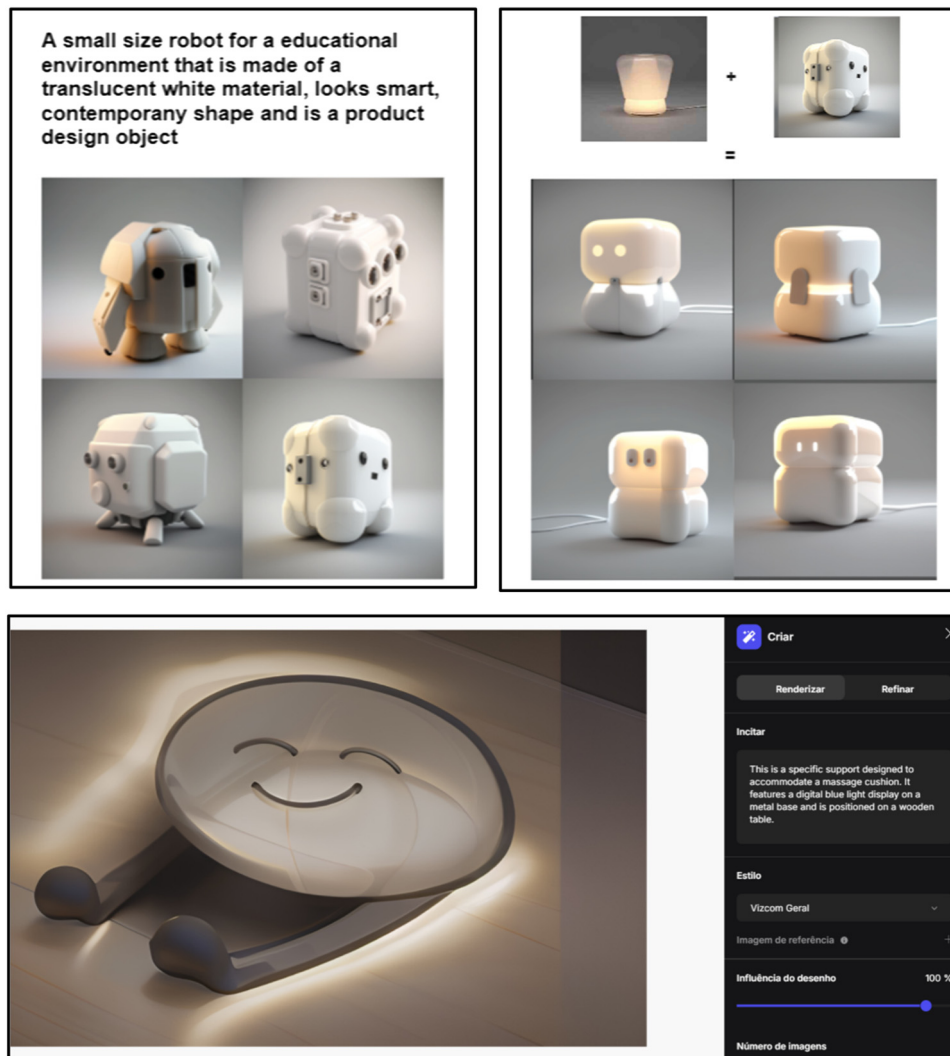 A small size robot for a educational
environment that is made of a
translucent white material, looks smart,
contemporany shape and is a product
design object
+
=
Criar
Renderizar
Refinar
Incitar
This is a specific support designed to
accommodate a massage cushion. It
features a digital blue light display on a
metal base and is positioned on a wooden
table.
Estilo
Vizcom Geral
Imagem de referência
Influência do desenho
100 %
Número de imagens